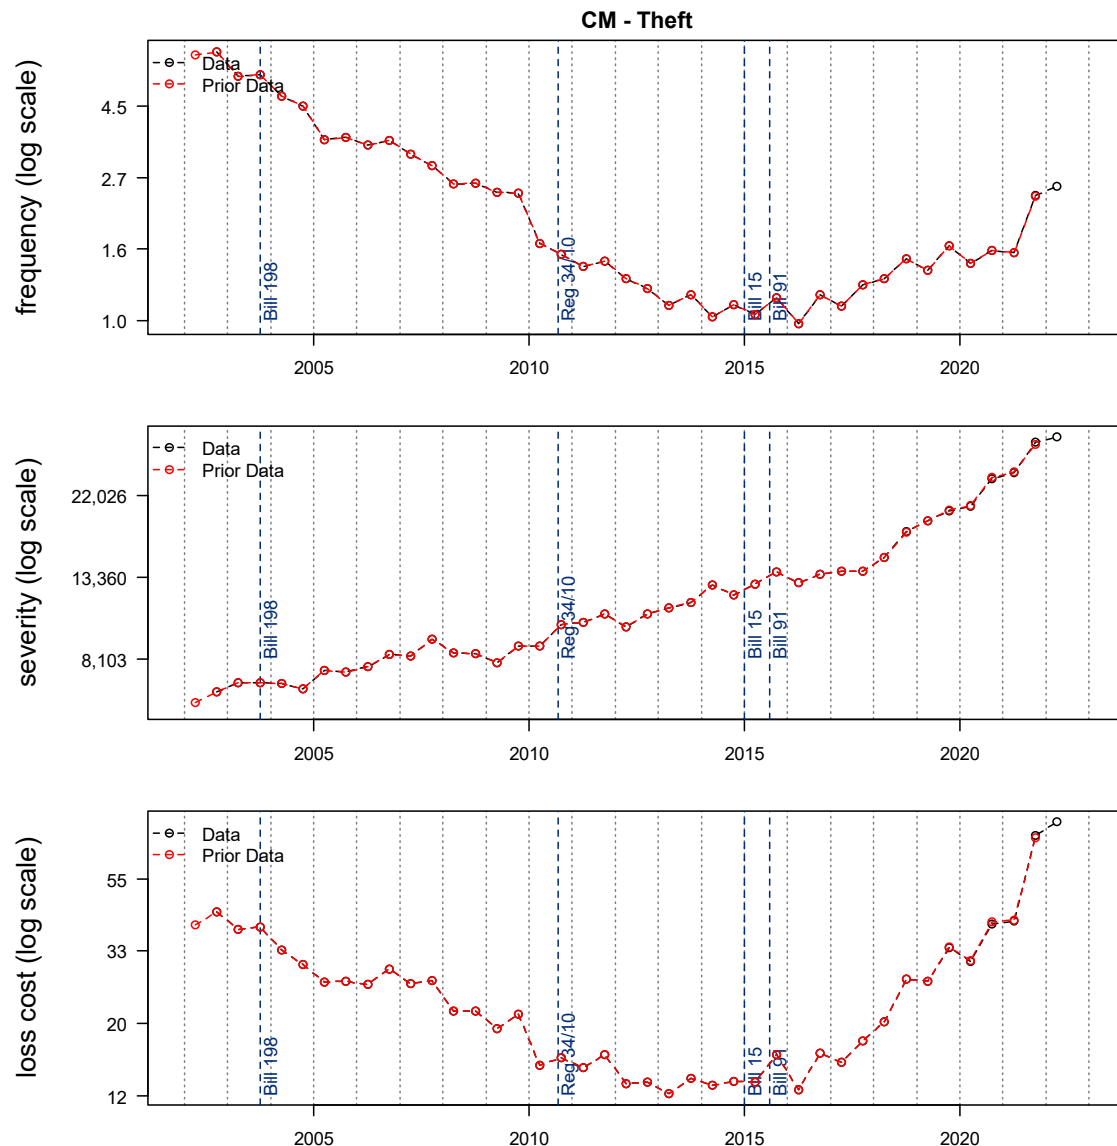 CM - Theft
frequency (log scale)
Data
Prior Data
4.5
2.7
1.6
1.0
Bill 198
Reg 34/10
Bill 15
Bill 91
2005
2010
2015
2020
severity (log scale)
Data
Prior Data
22,026
13,360
8,103
Bill 198
Reg 34/10
Bill 15
Bill 91
2005
2010
2015
2020
loss cost (log scale)
Data
Prior Data
55
33
20
12
Bill 198
Reg 34/10
Bill 15
Bill 91
2005
2010
2015
2020